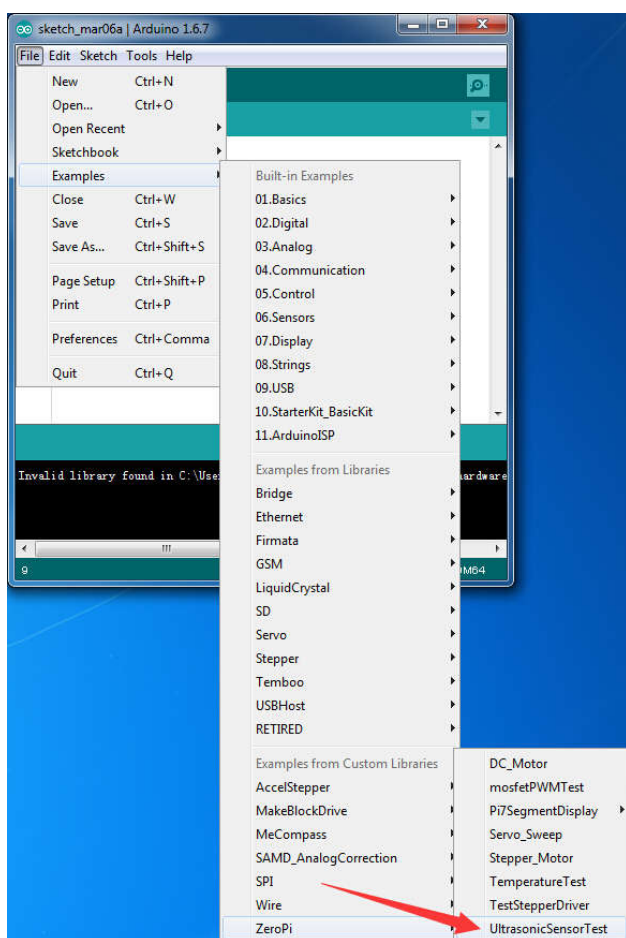 sketch_mar06a | Arduino 1.6.7
File Edit Sketch Tools Help
New Ctrl+N
Open... Ctrl+O
Open Recent
Sketchbook
Examples
Close Ctrl+W
Save Ctrl+S
Save As... Ctrl+Shift+S
Page Setup Ctrl+Shift+P
Print Ctrl+P
Preferences Ctrl+Comma
Quit Ctrl+Q
Built-in Examples
01.Basics
02.Digital
03.Analog
04.Communication
05.Control
06.Sensors
07.Display
08.Strings
09.USB
10.StarterKit_BasicKit
11.ArduinoISP
Examples from Libraries
Bridge
Ethernet
Firmata
GSM
LiquidCrystal
SD
Servo
Stepper
Temboo
USBHost
RETIRED
Examples from Custom Libraries
AccelStepper
MakeBlockDrive
MeCompass
SAMD_AnalogCorrection
SPI
Wire
ZeroPi
DC_Motor
mosfetPWMTest
Pi7SegmentDisplay
Servo_Sweep
Stepper_Motor
TemperatureTest
TestStepperDriver
UltrasonicSensorTest
Invalid library found in C:\Use ardware
9 M64